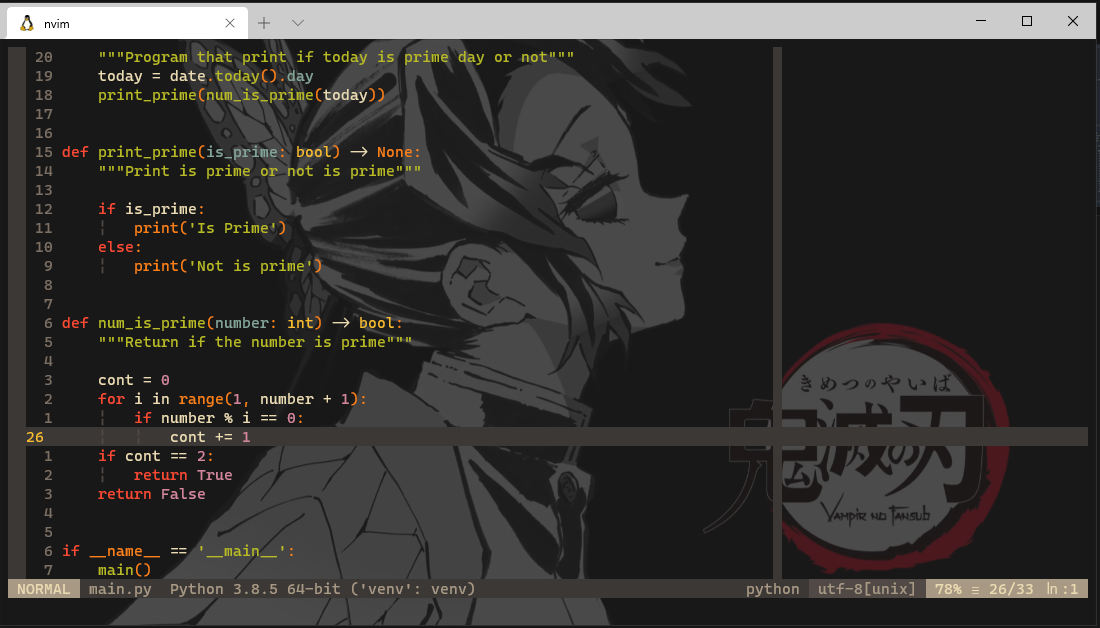 nvim
20 """Program that print if today is prime day or not"""
19 today = date.today().day
18 print_prime(num_is_prime(today))
17
16
15 def print_prime(is_prime: bool) -> None:
14 """Print is prime or not is prime"""
13
12 if is_prime:
11 print('Is Prime')
10 else:
9 print('Not is prime')
8
7
6 def num_is_prime(number: int) -> bool:
5 """Return if the number is prime"""
4
3 cont = 0
2 for i in range(1, number + 1):
1 if number % i == 0:
26 cont += 1
1 if cont == 2:
2 return True
3 return False
4
5
6 if __name__ == '__main__':
7 main()
きめつのやいば
鬼滅の刃
Vampir no Fansub
NORMAL main.py Python 3.8.5 64-bit ('venv': venv) python utf-8[unix] 78% ≡ 26/33 ㏑:1